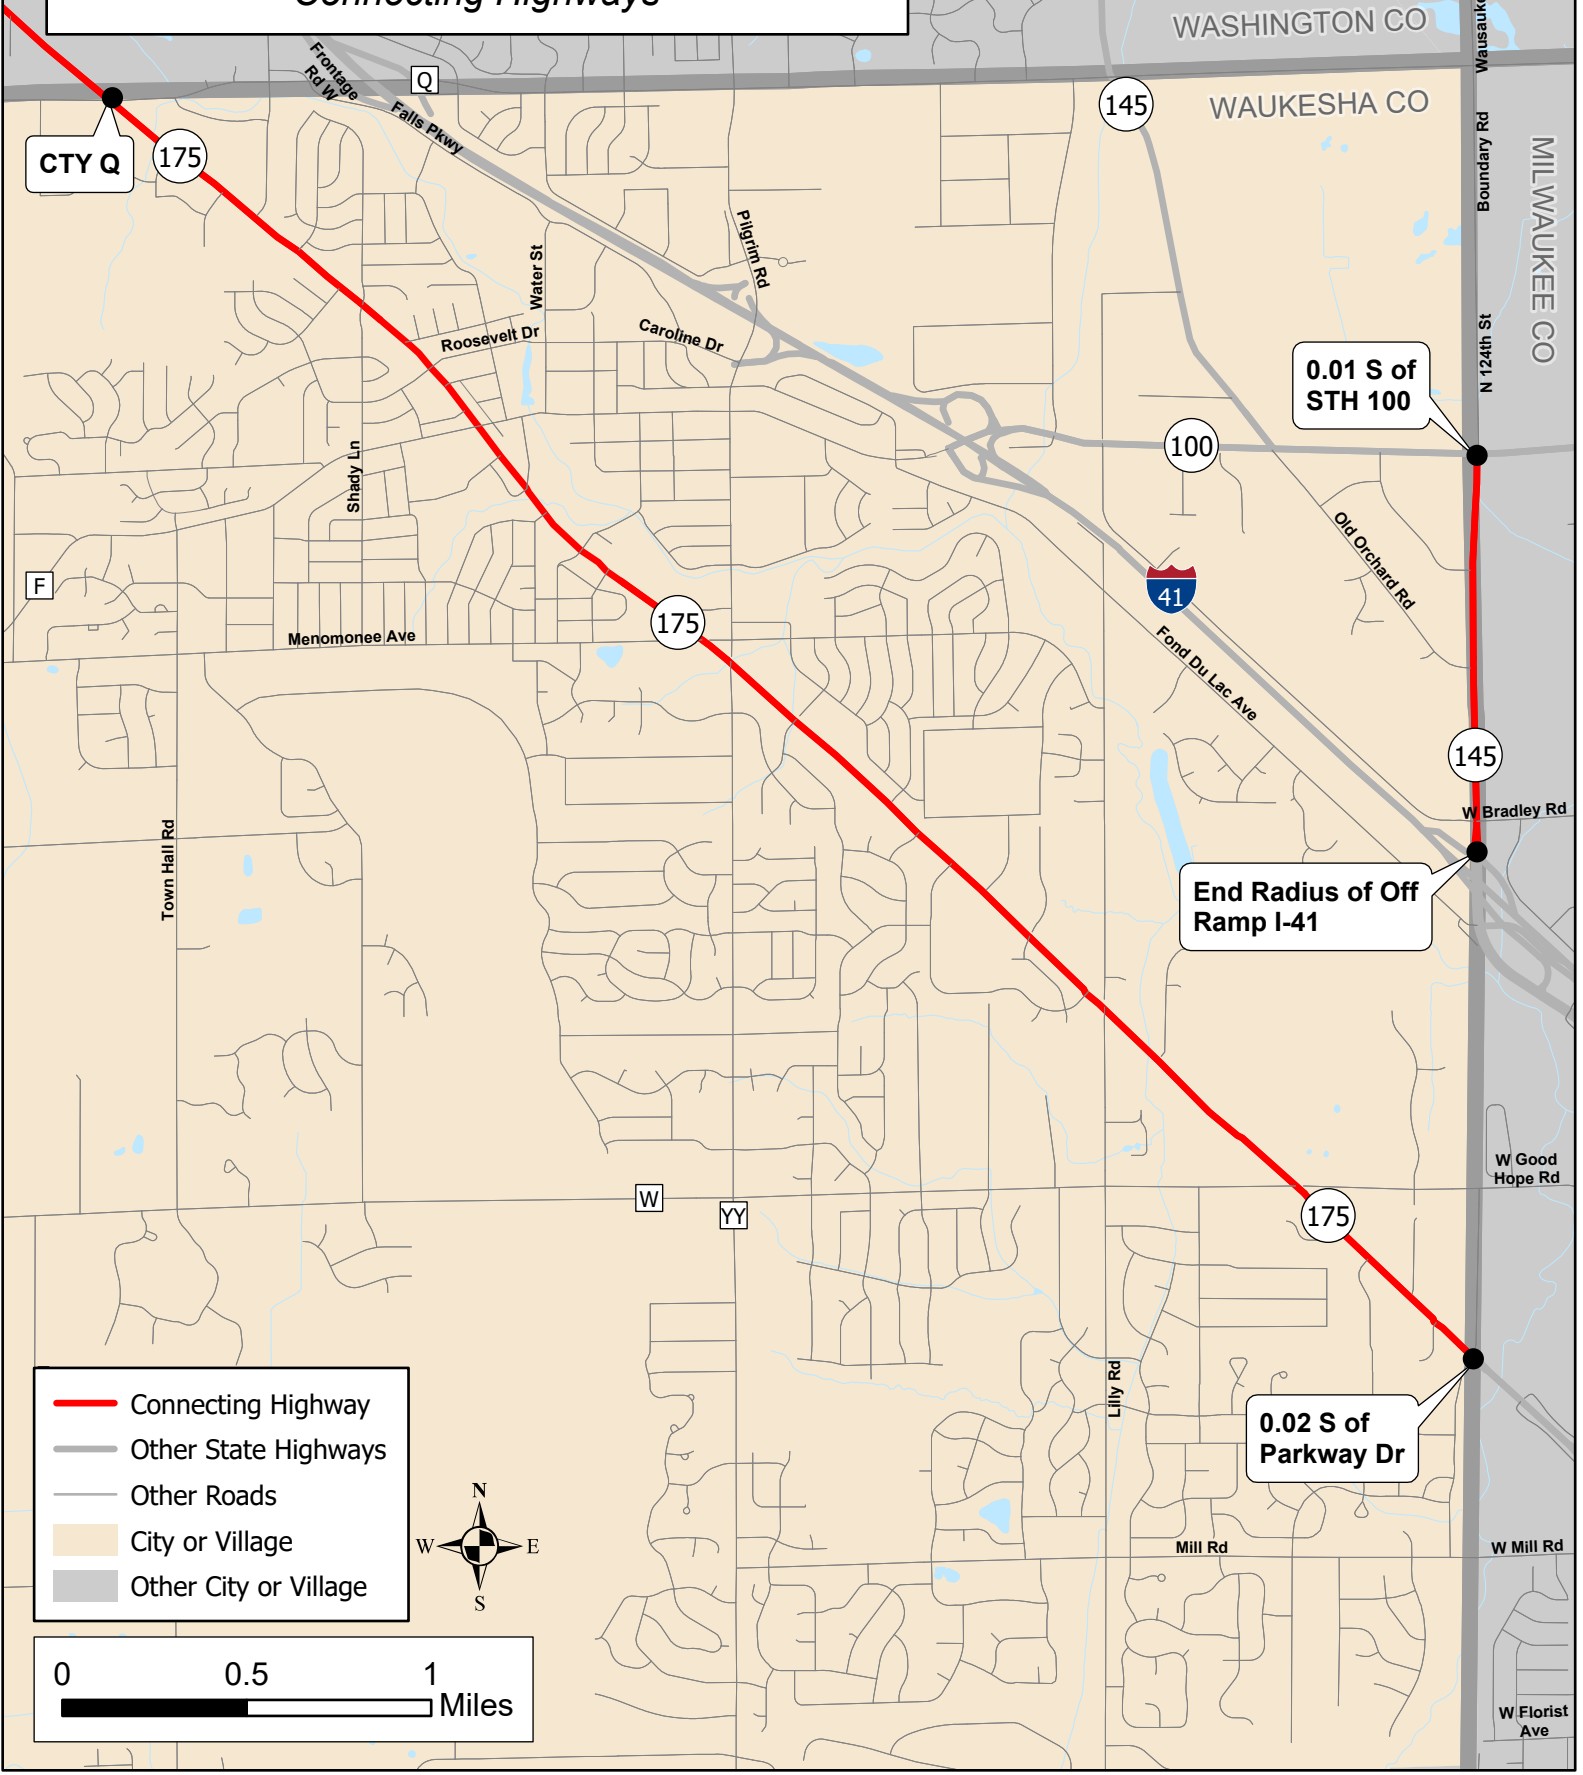 Connecting Highways
WASHINGTON CO
WAUKESHA CO
MILWAUKEE CO
Wausauke
Boundary Rd
N 124th St
Frontage
Rd W
Q
Falls Pkwy
145
CTY Q
175
Pilgrim Rd
Water St
Roosevelt Dr
Caroline Dr
0.01 S of
STH 100
100
Shady Ln
Old Orchard Rd
F
41
175
Menomonee Ave
Fond Du Lac Ave
145
W Bradley Rd
Town Hall Rd
End Radius of Off
Ramp I-41
W Good
Hope Rd
W
YY
175
Lilly Rd
0.02 S of
Parkway Dr
Connecting Highway
Other State Highways
Other Roads
City or Village
Other City or Village
N
W
E
S
Mill Rd
W Mill Rd
0
0.5
1
Miles
W Florist
Ave